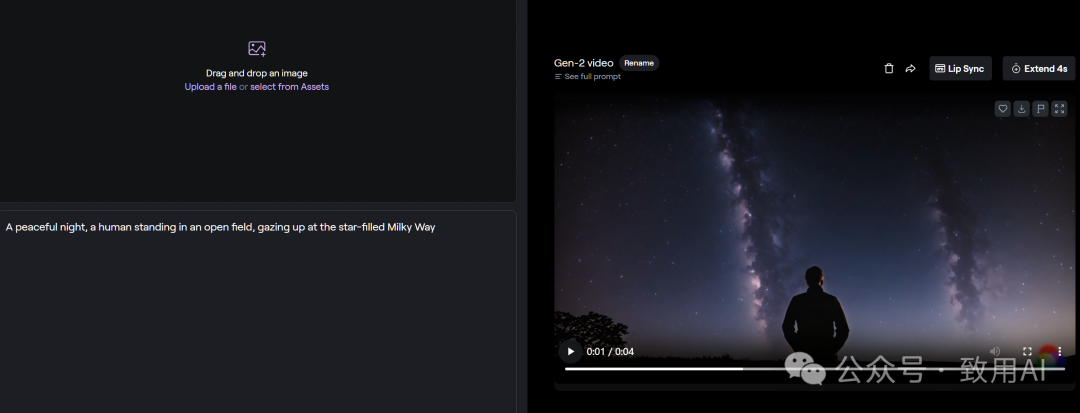 Drag and drop an image
Upload a file or select from Assets
A peaceful night, a human standing in an open field, gazing up at the star-filled Milky Way
Gen-2 video Rename
See full prompt
Lip Sync
Extend 4s
0:01 / 0:04
公众号·致用AI